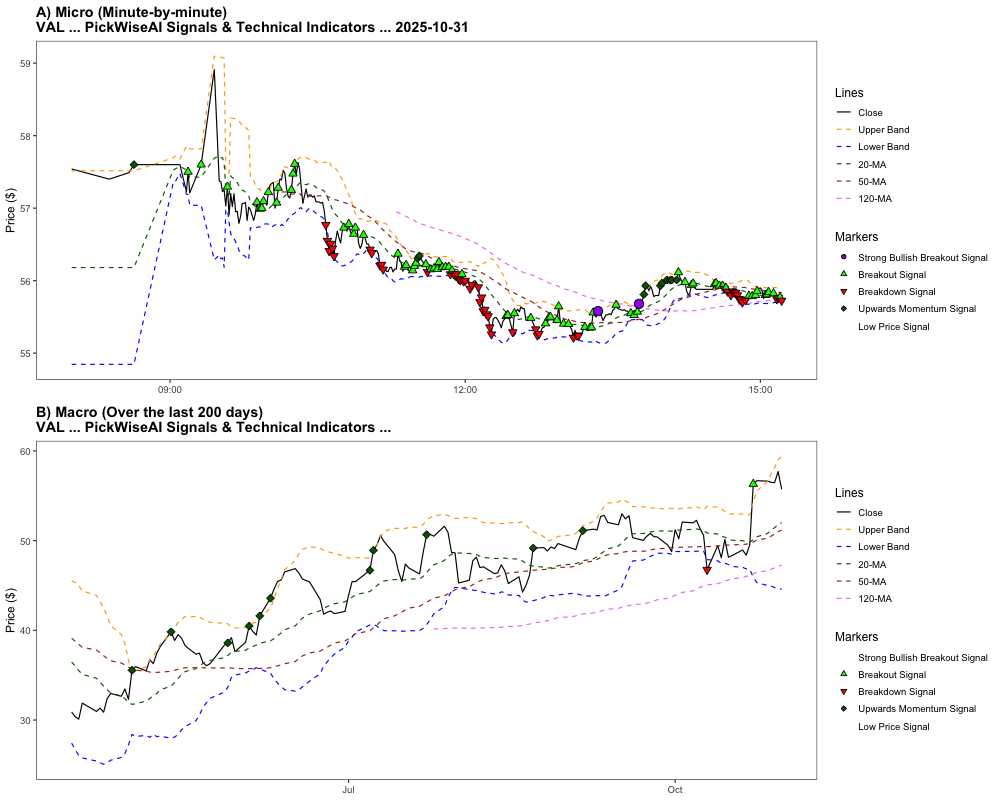 A) Micro (Minute-by-minute)
VAL ... PickWiseAI Signals & Technical Indicators ... 2025-10-31
59
58
57
56
55
Price ($)
09:00
12:00
15:00
Lines
Close
Upper Band
Lower Band
20-MA
50-MA
120-MA
Markers
Strong Bullish Breakout Signal
Breakout Signal
Breakdown Signal
Upwards Momentum Signal
Low Price Signal
B) Macro (Over the last 200 days)
VAL ... PickWiseAI Signals & Technical Indicators ...
60
50
40
30
Price ($)
Jul
Oct
Lines
Close
Upper Band
Lower Band
20-MA
50-MA
120-MA
Markers
Strong Bullish Breakout Signal
Breakout Signal
Breakdown Signal
Upwards Momentum Signal
Low Price Signal